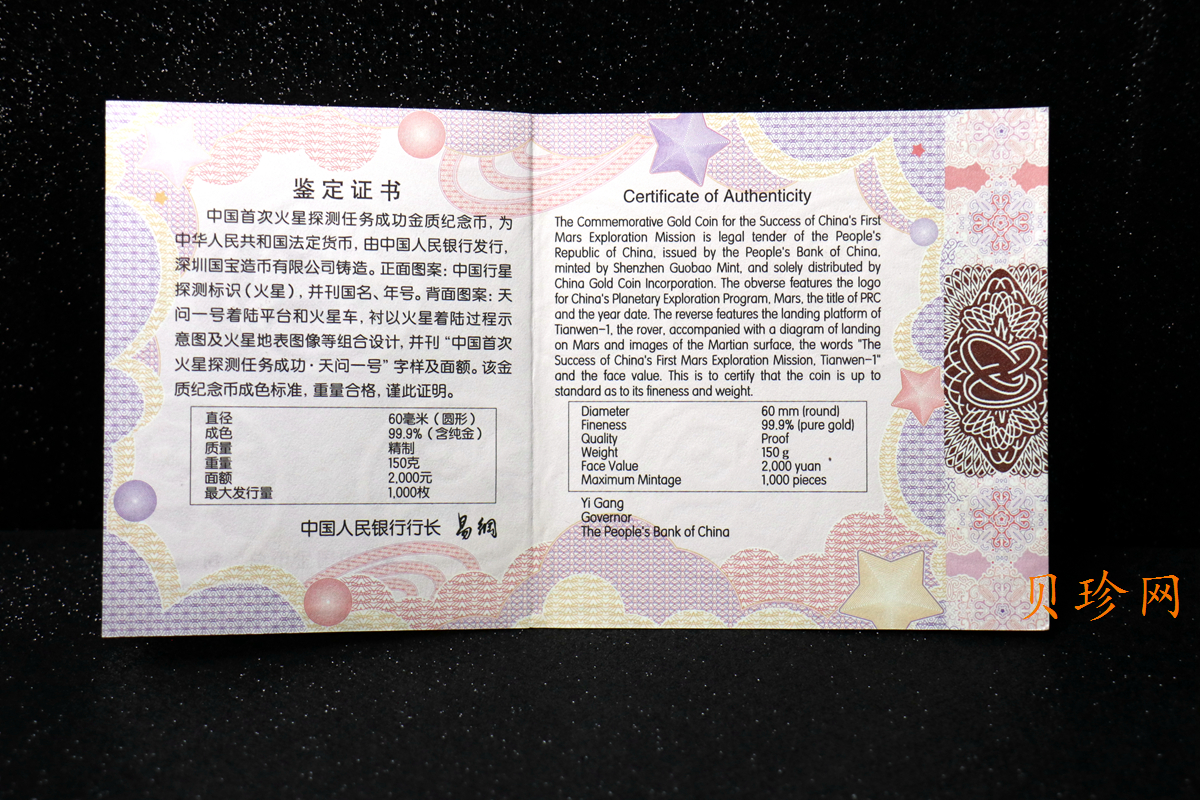 鉴定证书
中国首次火星探测任务成功金质纪念币，为
中华人民共和国法定货币，由中国人民银行发行，
深圳国宝造币有限公司铸造。正面图案：中国行星
探测标识（火星），并刊国名、年号。背面图案：天
问一号着陆平台和火星车，衬以火星着陆过程示
意图及火星地表图像等组合设计，并刊“中国首次
火星探测任务成功·天问一号”字样及面额。该金
质纪念币成色标准，重量合格，谨此证明。
直径 60毫米（圆形）
成色 99.9%（含纯金）
质量 精制
重量 150克
面额 2,000元
最大发行量 1,000枚
中国人民银行行长 易纲
Certificate of Authenticity
The Commemorative Gold Coin for the Success of China's First
Mars Exploration Mission is legal tender of the People's
Republic of China, issued by the People's Bank of China,
minted by Shenzhen Guobao Mint, and solely distributed by
China Gold Coin Incorporation. The obverse features the logo
for China's Planetary Exploration Program, Mars, the title of PRC
and the year date. The reverse features the landing platform of
Tianwen-1, the rover, accompanied with a diagram of landing
on Mars and images of the Martian surface, the words "The
Success of China's First Mars Exploration Mission, Tianwen-1"
and the face value. This is to certify that the coin is up to
standard as to its fineness and weight.
Diameter 60 mm (round)
Fineness 99.9% (pure gold)
Quality Proof
Weight 150 g
Face Value 2,000 yuan
Maximum Mintage 1,000 pieces
Yi Gang
Governor
The People's Bank of China
贝珍网